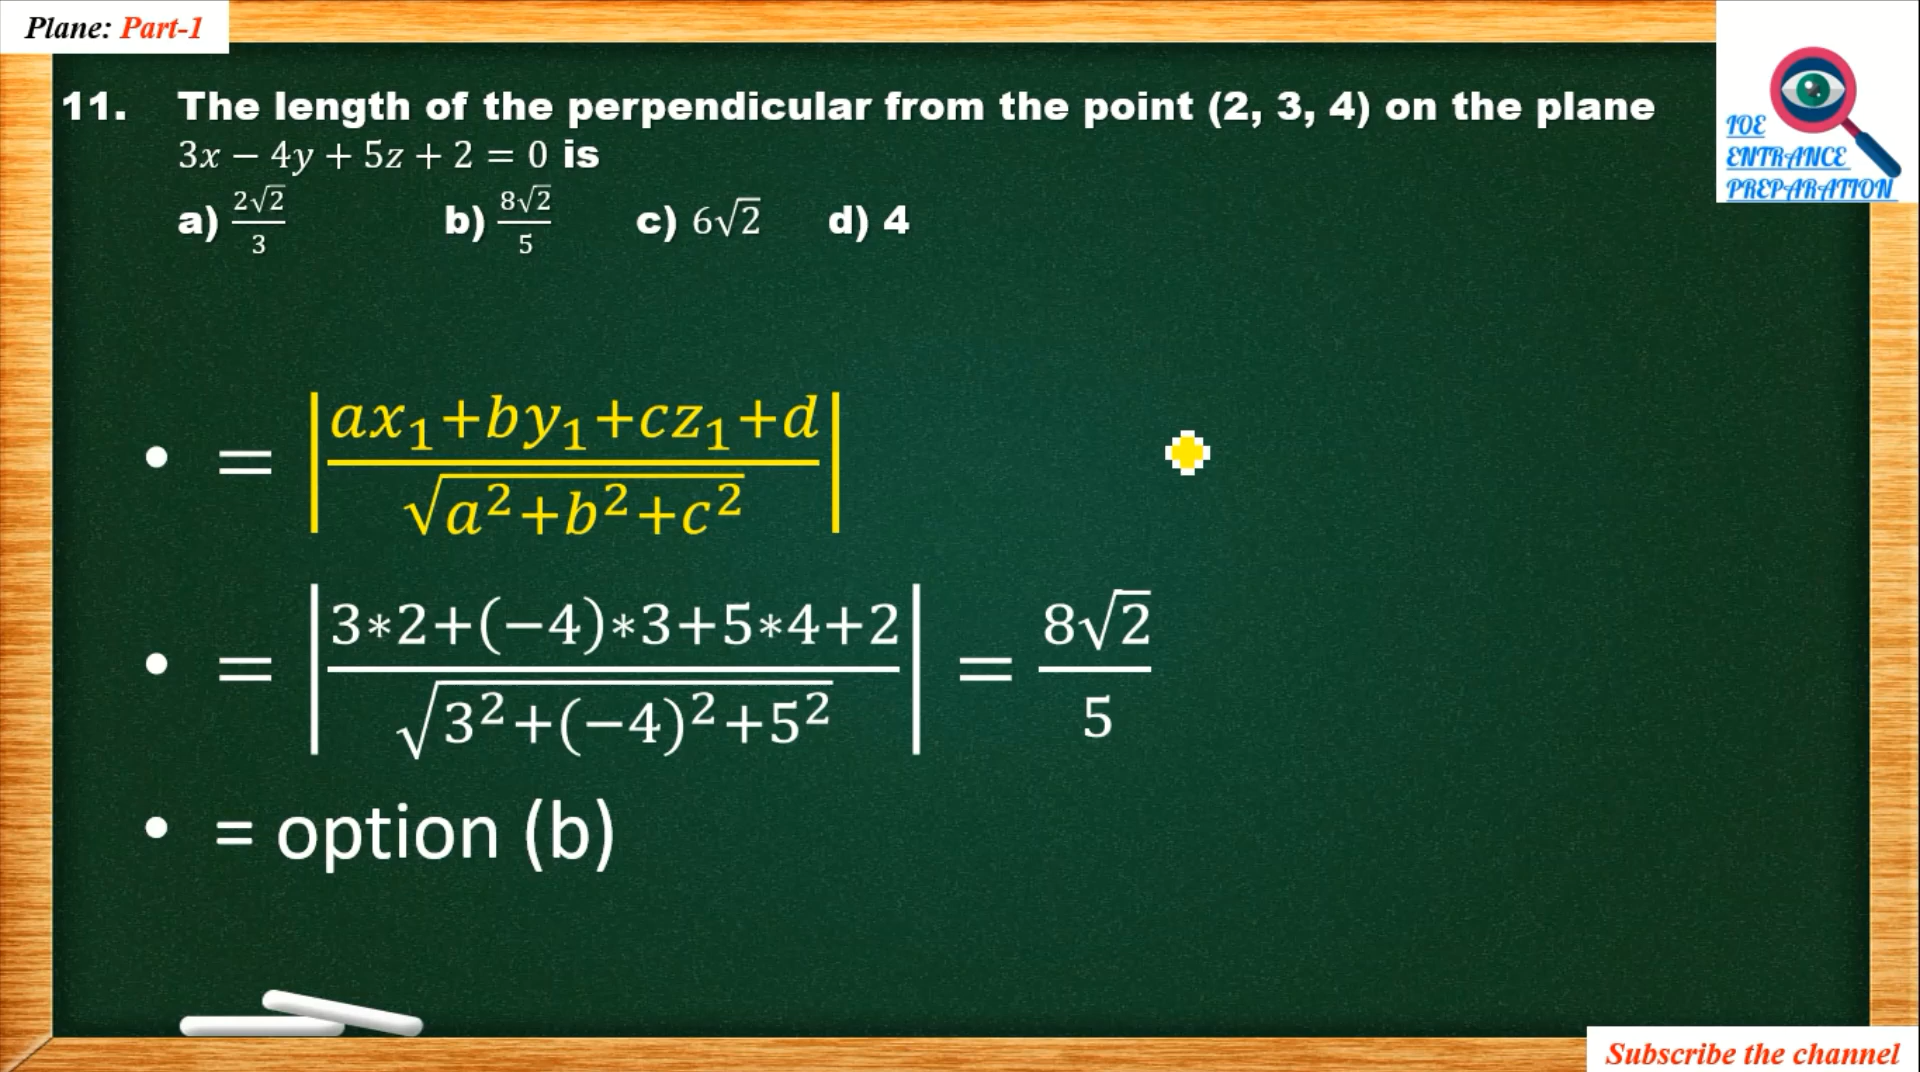 Plane: Part-1
IOE
ENTRANCE
PREPARATION
11. The length of the perpendicular from the point (2, 3, 4) on the plane
3x − 4y + 5z + 2 = 0 is
a) 2√2/3 b) 8√2/5 c) 6√2 d) 4
• = |ax₁+by₁+cz₁+d / √a²+b²+c²|
• = |3*2+(−4)*3+5*4+2 / √3²+(−4)²+5²| = 8√2/5
• = option (b)
Subscribe the channel